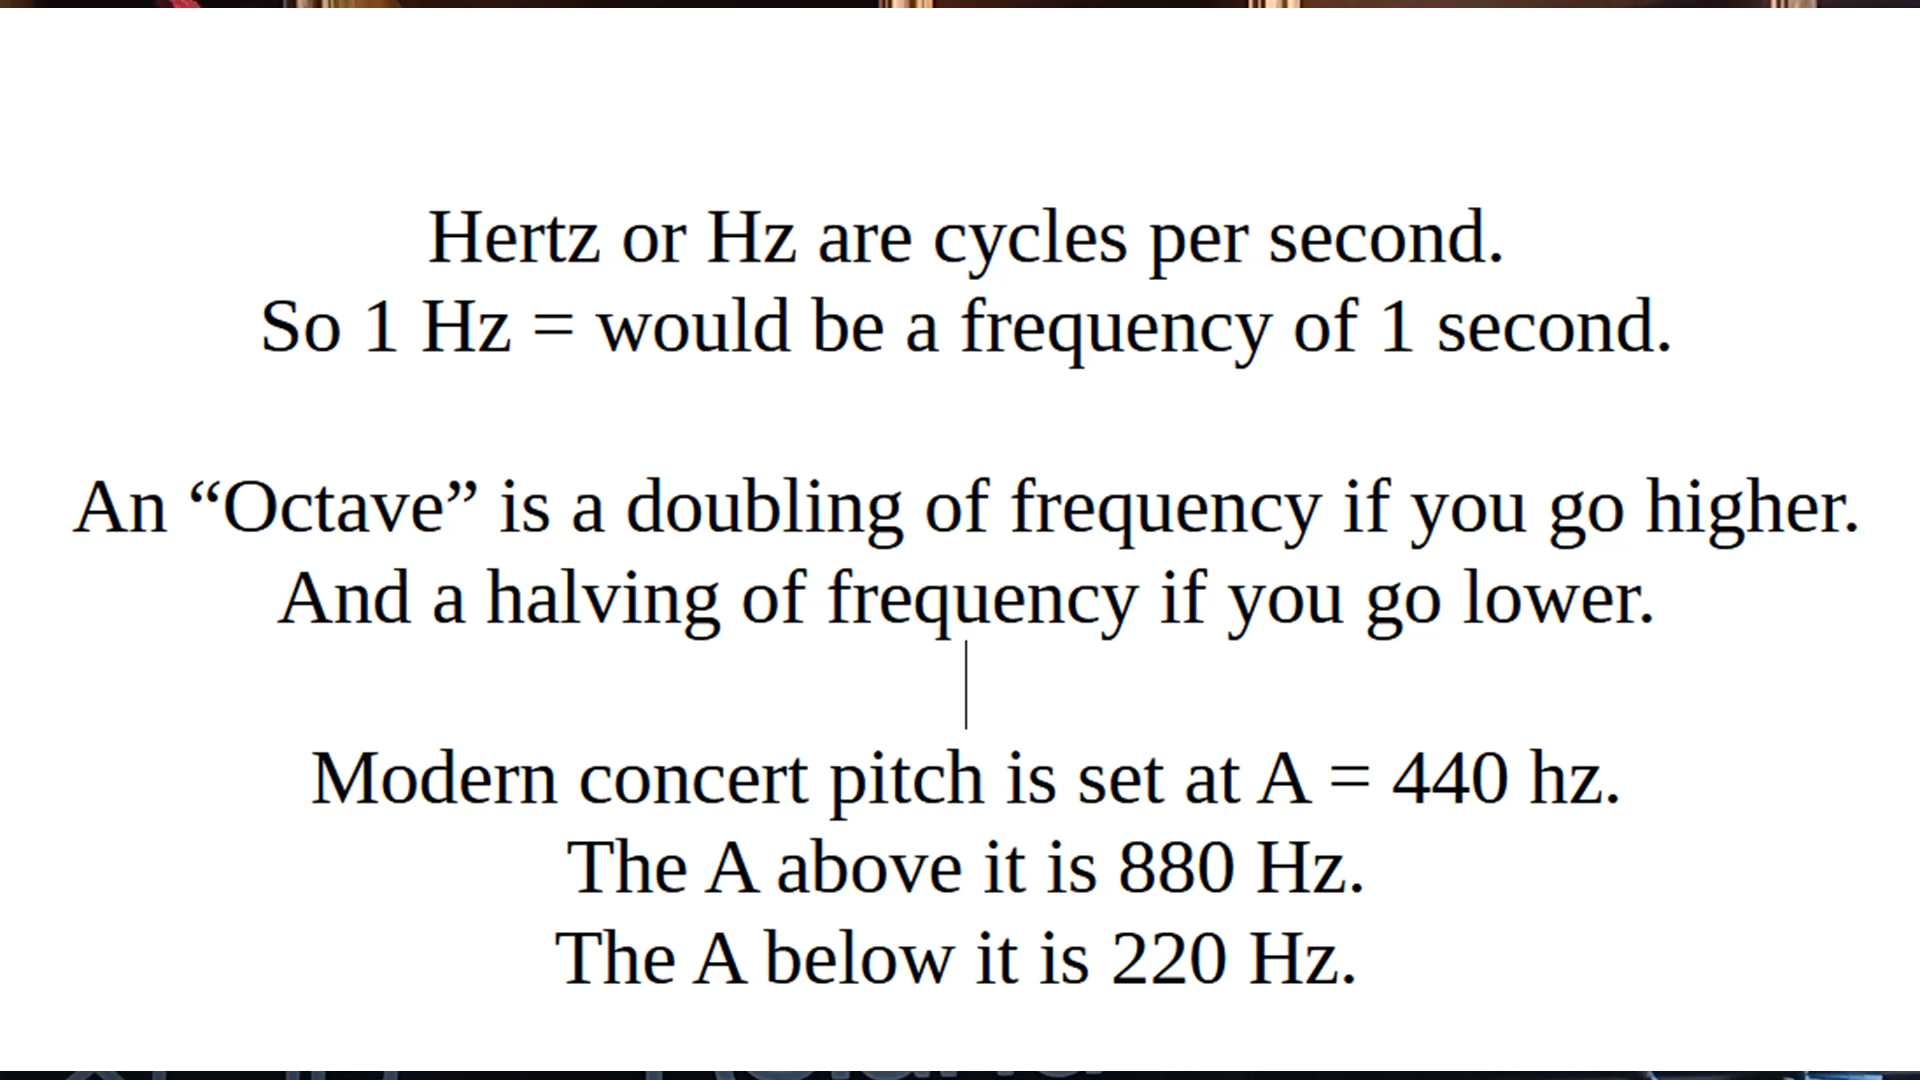 Hertz or Hz are cycles per second.
So 1 Hz = would be a frequency of 1 second.
An “Octave” is a doubling of frequency if you go higher.
And a halving of frequency if you go lower.
Modern concert pitch is set at A = 440 hz.
The A above it is 880 Hz.
The A below it is 220 Hz.